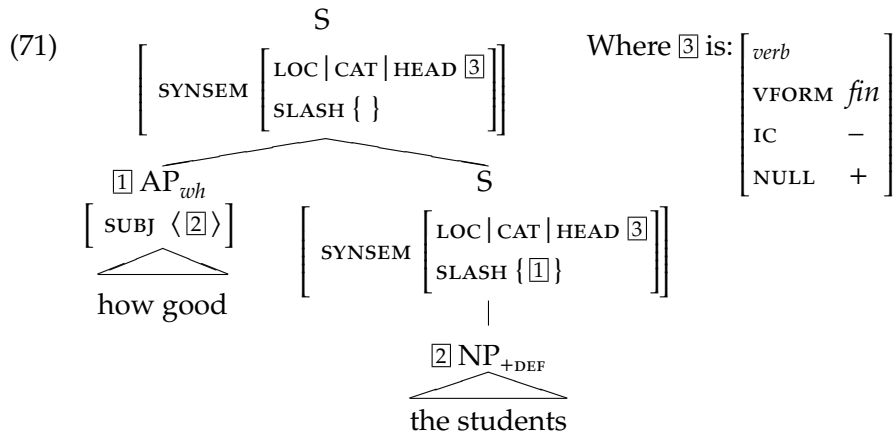 (71)
S
[ SYNSEM [ LOC | CAT | HEAD 3
SLASH { } ] ]
Where 3 is:
[ verb
VFORM fin
IC –
NULL + ]
1 AP wh
[ SUBJ ⟨ 2 ⟩ ]
how good
S
[ SYNSEM [ LOC | CAT | HEAD 3
SLASH { 1 } ] ]
2 NP +DEF
the students